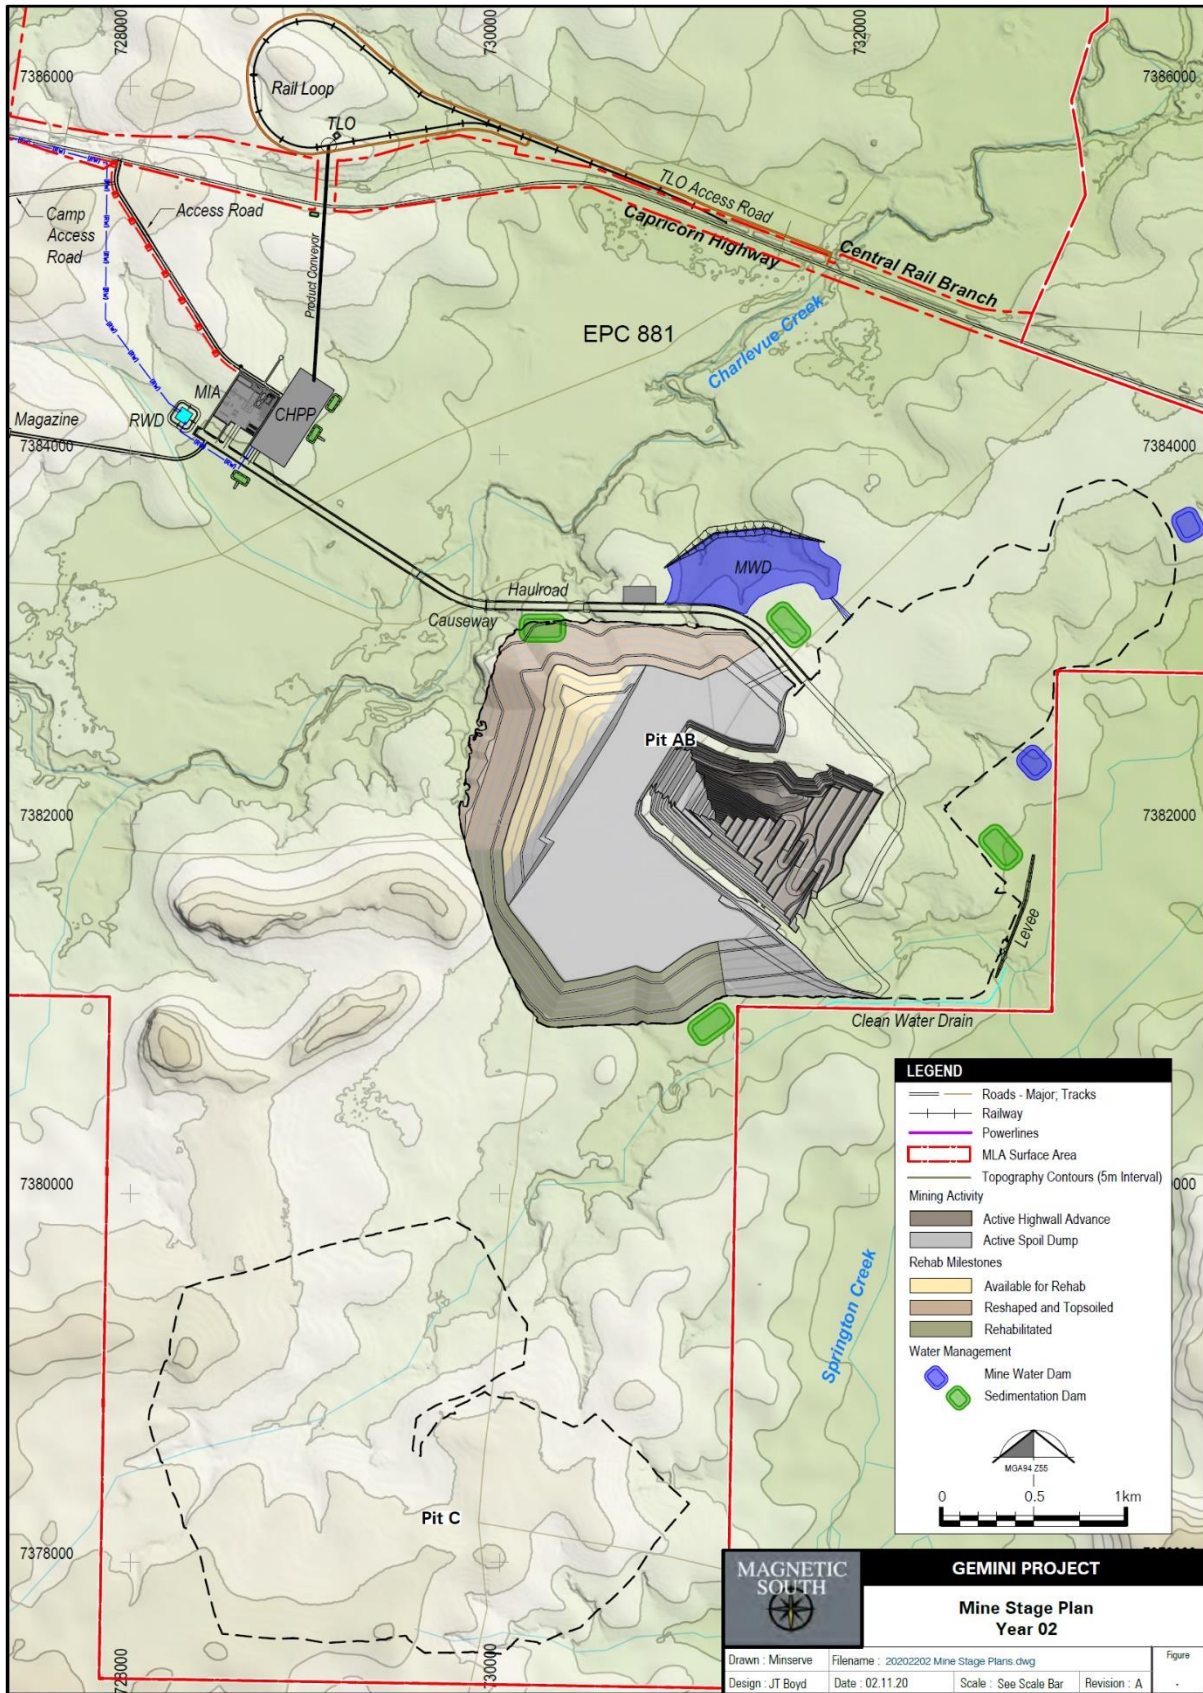 728000
730000
732000
7386000
7386000
Rail Loop
TLO
TLO Access Road
Camp
Access
Road
Access Road
Capricorn Highway
Central Rail Branch
Product Conveyor
EPC 881
Charlevue Creek
MIA
CHPP
RWD
Magazine
7384000
7384000
MWD
Haulroad
Causeway
Pit AB
7382000
7382000
Levee
Clean Water Drain
7380000
Springton Creek
Pit C
7378000
728000
730000
LEGEND
Roads - Major; Tracks
Railway
Powerlines
MLA Surface Area
Topography Contours (5m Interval)
Mining Activity
Active Highwall Advance
Active Spoil Dump
Rehab Milestones
Available for Rehab
Reshaped and Topsoiled
Rehabilitated
Water Management
Mine Water Dam
Sedimentation Dam
MGA94 Z55
0 0.5 1km
MAGNETIC
SOUTH
GEMINI PROJECT
Mine Stage Plan
Year 02
Drawn : Minserve
Filename : 20202202 Mine Stage Plans.dwg
Figure
Design : JT Boyd
Date : 02.11.20
Scale : See Scale Bar
Revision : A
-